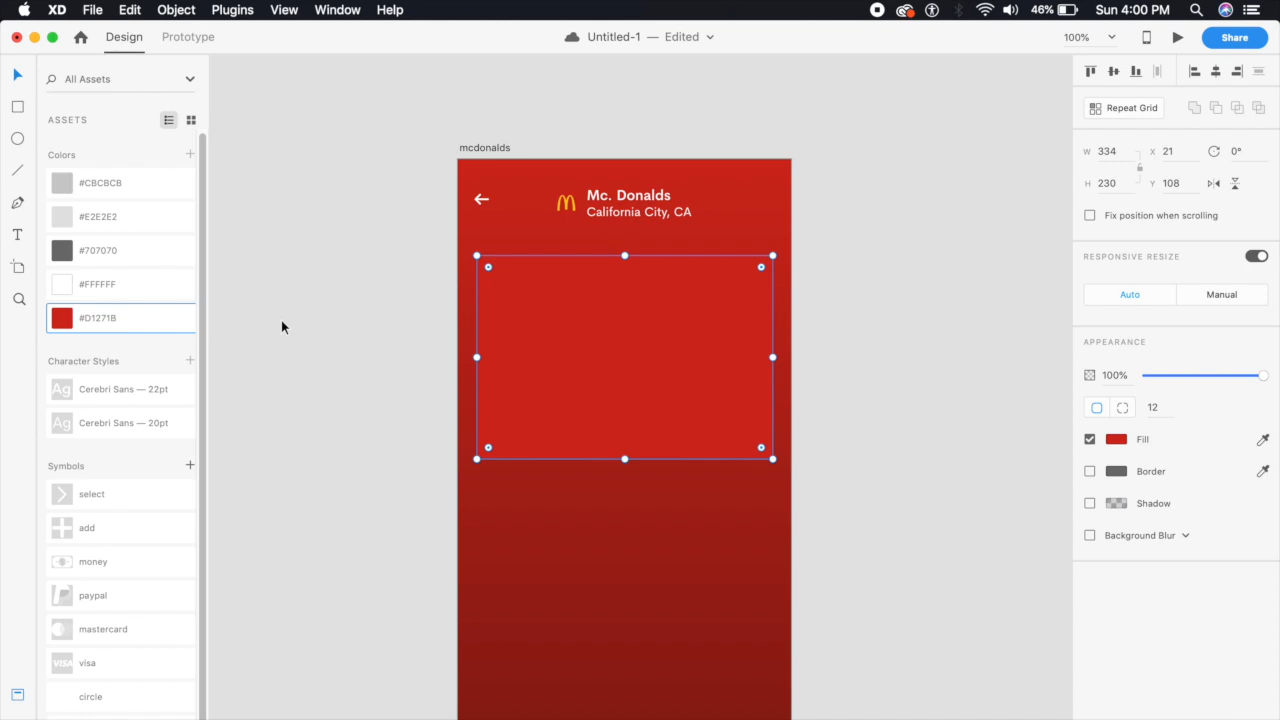 XD File Edit Object Plugins View Window Help 46% Sun 4:00 PM
Design Prototype Untitled-1 — Edited 100% Share
All Assets
ASSETS
Colors
#CBCBCB
#E2E2E2
#707070
#FFFFFF
#D1271B
Character Styles
Ag Cerebri Sans — 22pt
Ag Cerebri Sans — 20pt
Symbols
select
add
money
paypal
mastercard
VISA visa
circle
mcdonalds
Mc. Donalds
California City, CA
Repeat Grid
W 334 X 21 0°
H 230 Y 108
Fix position when scrolling
RESPONSIVE RESIZE
Auto Manual
APPEARANCE
100%
12
Fill
Border
Shadow
Background Blur